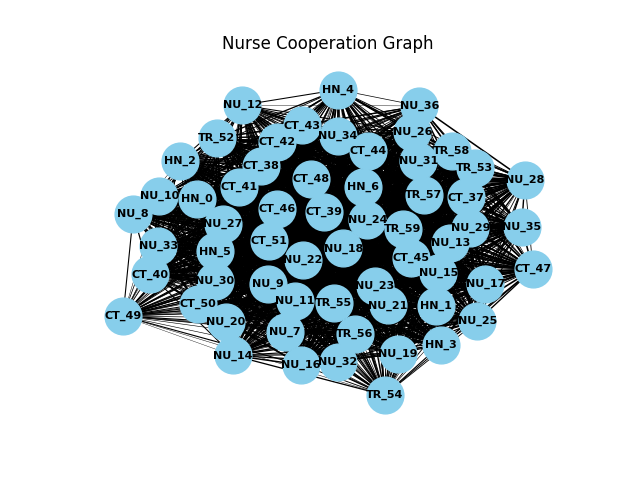 Nurse Cooperation Graph
HN_4
NU_12
NU_36
CT_43
NU_26
NU_34
TR_52
CT_42
CT_44
TR_58
HN_2
NU_31
CT_38
TR_53
CT_48
NU_28
CT_41
HN_6
NU_10
TR_57
HN_0
CT_37
CT_46
CT_39
NU_8
NU_24
NU_27
NU_35
NU_29
TR_59
CT_51
NU_13
NU_33
NU_18
HN_5
CT_45
NU_22
CT_47
CT_40
NU_15
NU_30
NU_9
NU_17
NU_23
NU_11
TR_55
CT_50
NU_21
HN_1
CT_49
NU_20
NU_25
NU_7
TR_56
HN_3
NU_14
NU_19
NU_32
NU_16
TR_54